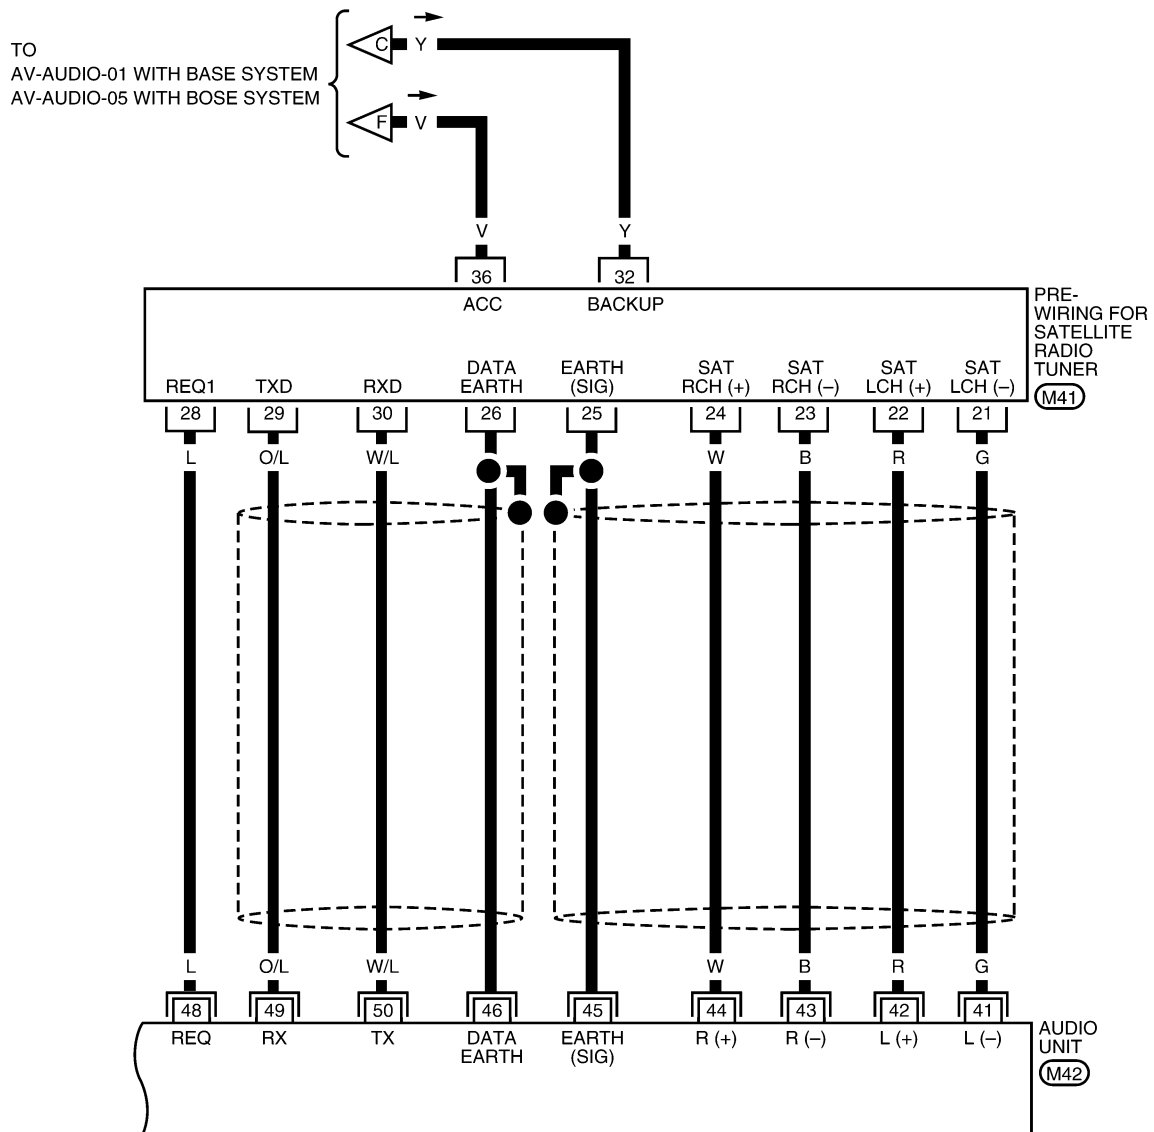 C Y
TO
AV-AUDIO-01 WITH BASE SYSTEM
AV-AUDIO-05 WITH BOSE SYSTEM
F V
V Y
36 32
ACC BACKUP
PRE-
WIRING FOR
SATELLITE
RADIO
TUNER
M41
DATA EARTH SAT SAT SAT SAT
REQ1 TXD RXD EARTH (SIG) RCH (+) RCH (–) LCH (+) LCH (–)
28 29 30 26 25 24 23 22 21
L O/L W/L W B R G
L O/L W/L W B R G
48 49 50 46 45 44 43 42 41
REQ RX TX DATA EARTH R (+) R (–) L (+) L (–)
EARTH (SIG)
AUDIO
UNIT
M42